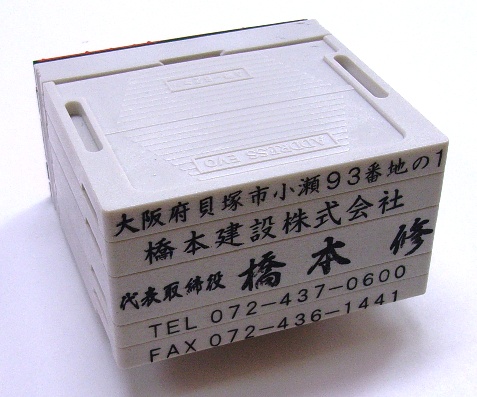 ADDRESS EVO
大阪府貝塚市小瀬93番地の1
橋本建設株式会社
代表取締役 橋本 修
TEL 072-437-0600
FAX 072-436-1441